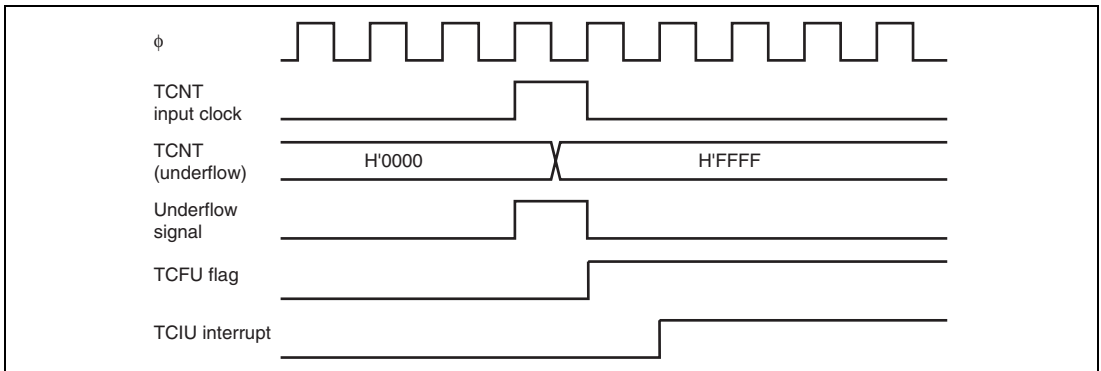 ϕ
TCNT
input clock
TCNT
(underflow)
H'0000
H'FFFF
Underflow
signal
TCFU flag
TCIU interrupt